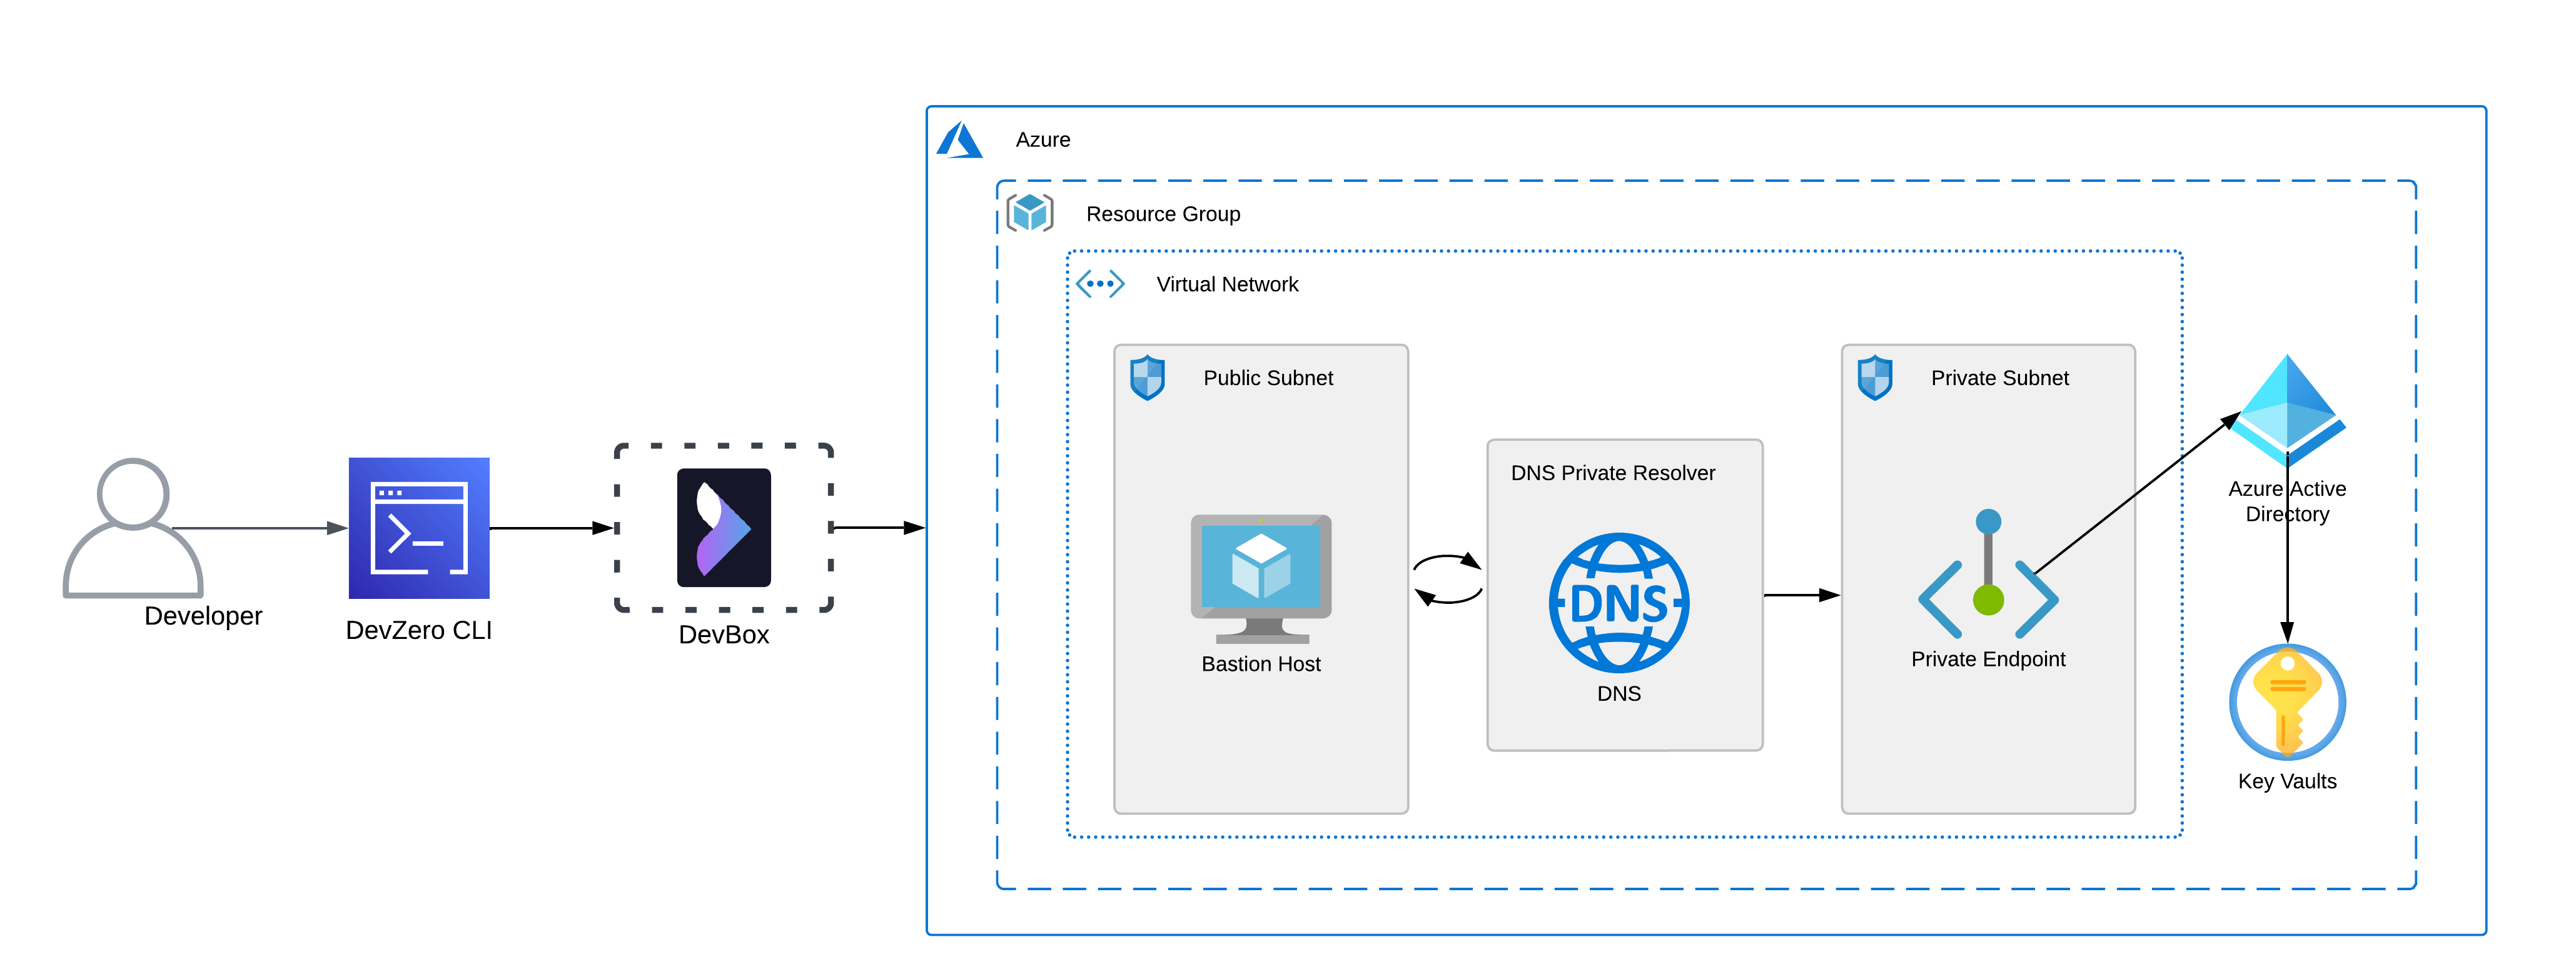 Azure
Resource Group
Virtual Network
Public Subnet
Private Subnet
DNS Private Resolver
Azure Active
Directory
DNS
Developer
DevZero CLI
DevBox
Bastion Host
DNS
Private Endpoint
Key Vaults